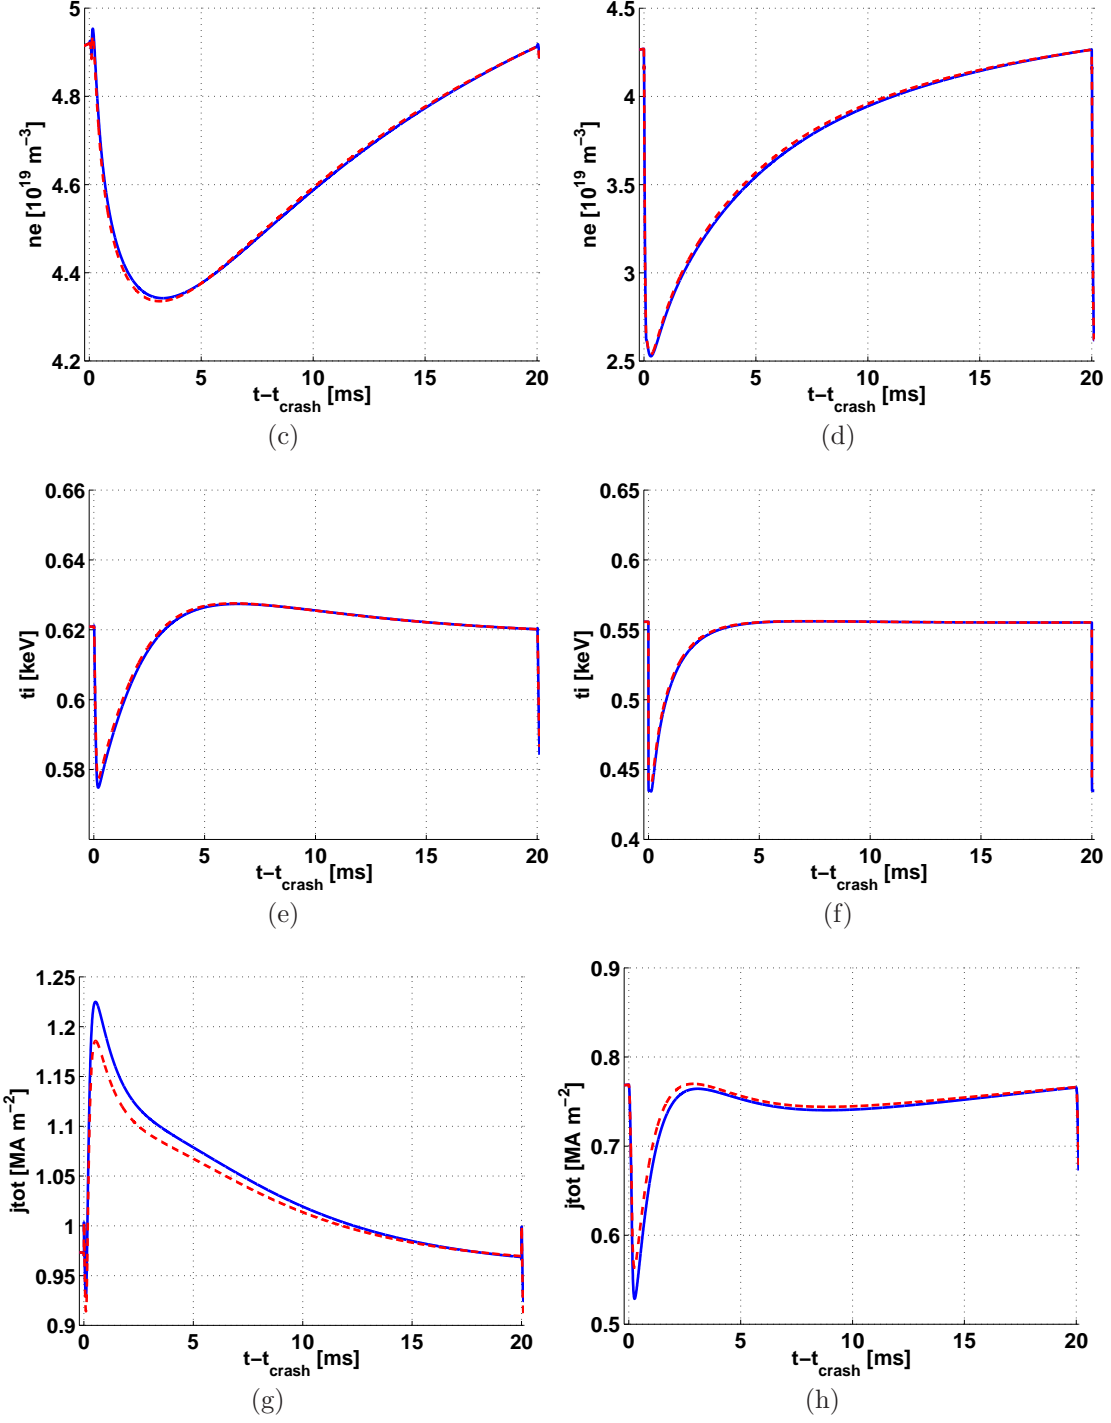 5
4.8
4.6
4.4
4.2
0 5 10 15 20
ne [10^19 m^−3]
t−t_crash [ms]
(c)
4.5
4
3.5
3
2.5
0 5 10 15 20
ne [10^19 m^−3]
t−t_crash [ms]
(d)
0.66
0.64
0.62
0.6
0.58
0 5 10 15 20
ti [keV]
t−t_crash [ms]
(e)
0.65
0.6
0.55
0.5
0.45
0.4
0 5 10 15 20
ti [keV]
t−t_crash [ms]
(f)
1.25
1.2
1.15
1.1
1.05
1
0.95
0.9
0 5 10 15 20
jtot [MA m^−2]
t−t_crash [ms]
(g)
0.9
0.8
0.7
0.6
0.5
0 5 10 15 20
jtot [MA m^−2]
t−t_crash [ms]
(h)